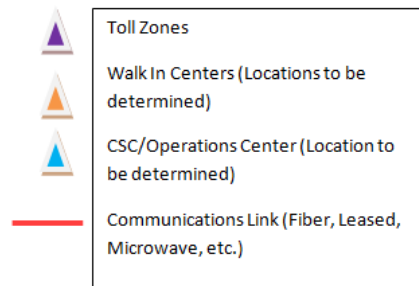 Toll Zones
Walk In Centers (Locations to be
determined)
CSC/Operations Center (Location to
be determined)
Communications Link (Fiber, Leased,
Microwave, etc.)